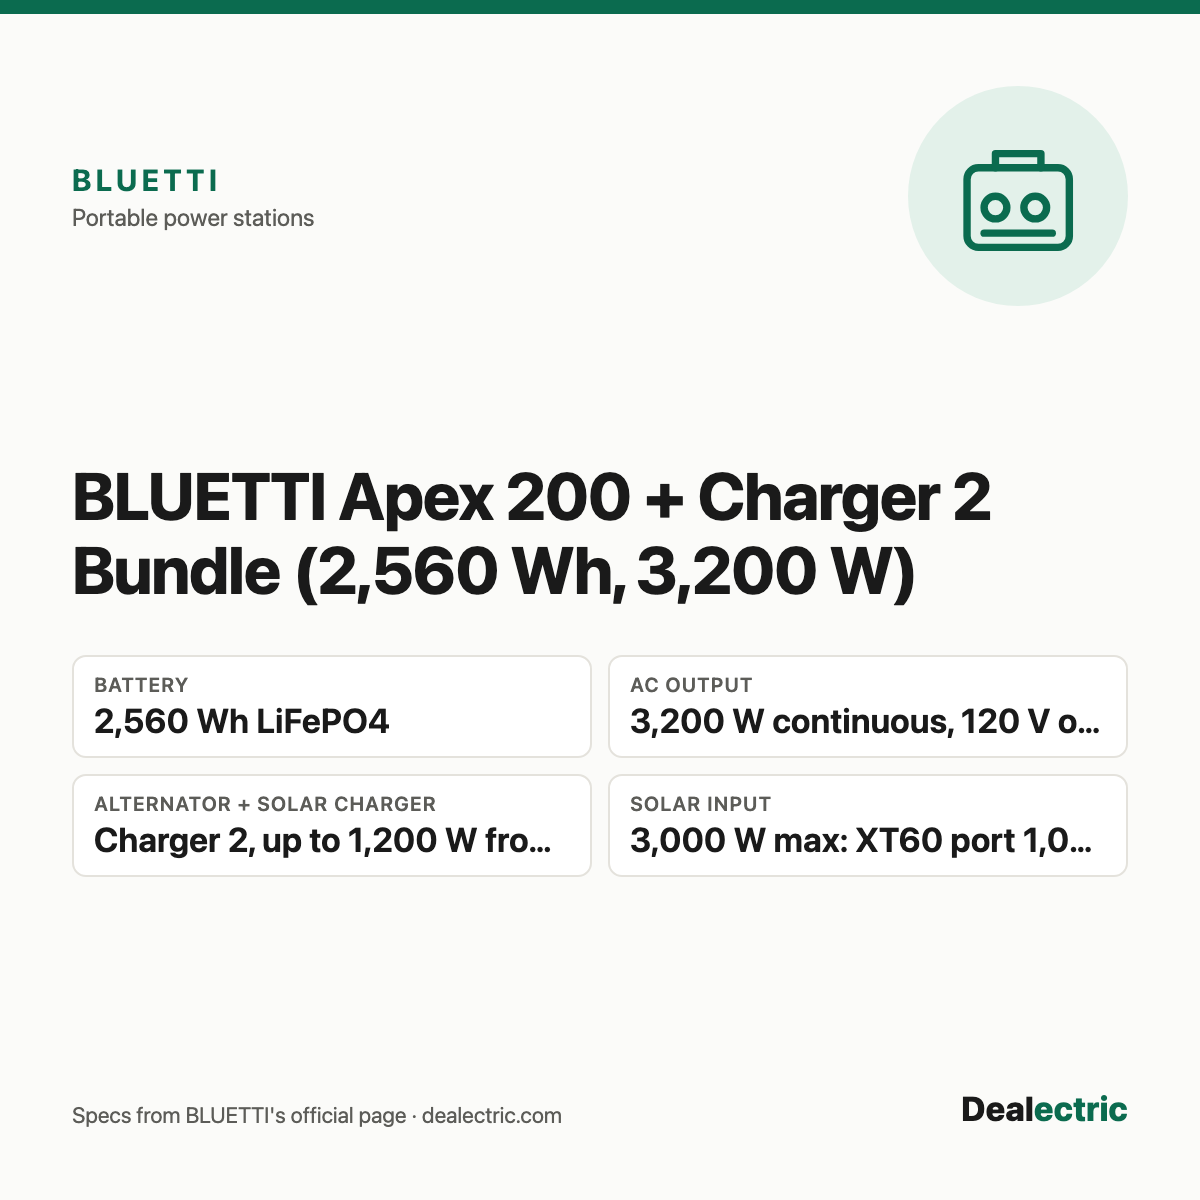 BLUETTI
Portable power stations
BLUETTI Apex 200 + Charger 2
Bundle (2,560 Wh, 3,200 W)
BATTERY
2,560 Wh LiFePO4
AC OUTPUT
3,200 W continuous, 120 V o...
ALTERNATOR + SOLAR CHARGER
Charger 2, up to 1,200 W fro...
SOLAR INPUT
3,000 W max: XT60 port 1,0...
Specs from BLUETTI's official page · dealectric.com
Dealectric